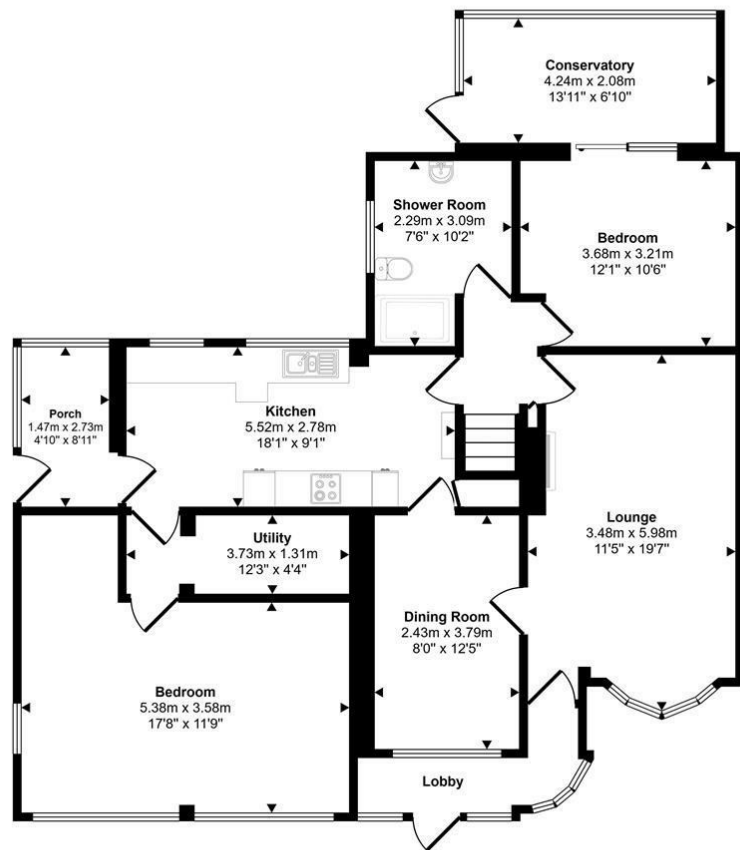 Conservatory
4.24m x 2.08m
13'11" x 6'10"
Shower Room
2.29m x 3.09m
7'6" x 10'2"
Bedroom
3.68m x 3.21m
12'1" x 10'6"
Porch
1.47m x 2.73m
4'10" x 8'11"
Kitchen
5.52m x 2.78m
18'1" x 9'1"
Lounge
3.48m x 5.98m
11'5" x 19'7"
Utility
3.73m x 1.31m
12'3" x 4'4"
Dining Room
2.43m x 3.79m
8'0" x 12'5"
Bedroom
5.38m x 3.58m
17'8" x 11'9"
Lobby